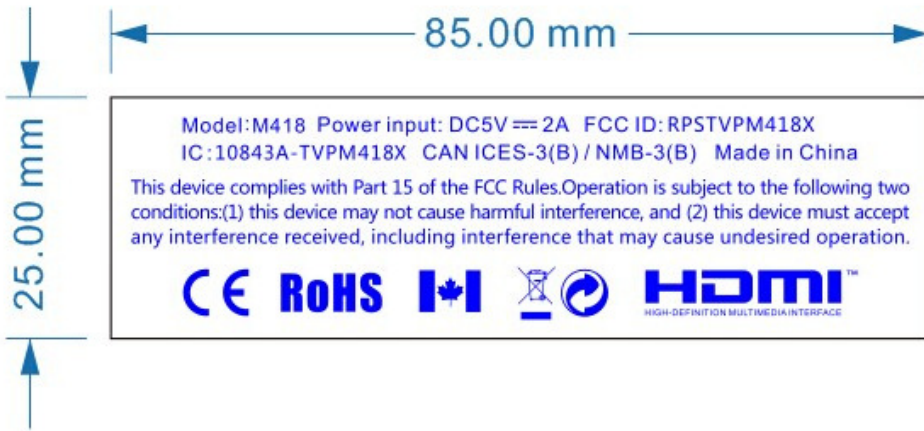 85.00 mm
25.00 mm
Model:M418 Power input: DC5V ⎓ 2A FCC ID: RPSTVPM418X
IC:10843A-TVPM418X CAN ICES-3(B) / NMB-3(B) Made in China
This device complies with Part 15 of the FCC Rules.Operation is subject to the following two
conditions:(1) this device may not cause harmful interference, and (2) this device must accept
any interference received, including interference that may cause undesired operation.
CE RoHS HDMI™
HIGH-DEFINITION MULTIMEDIA INTERFACE